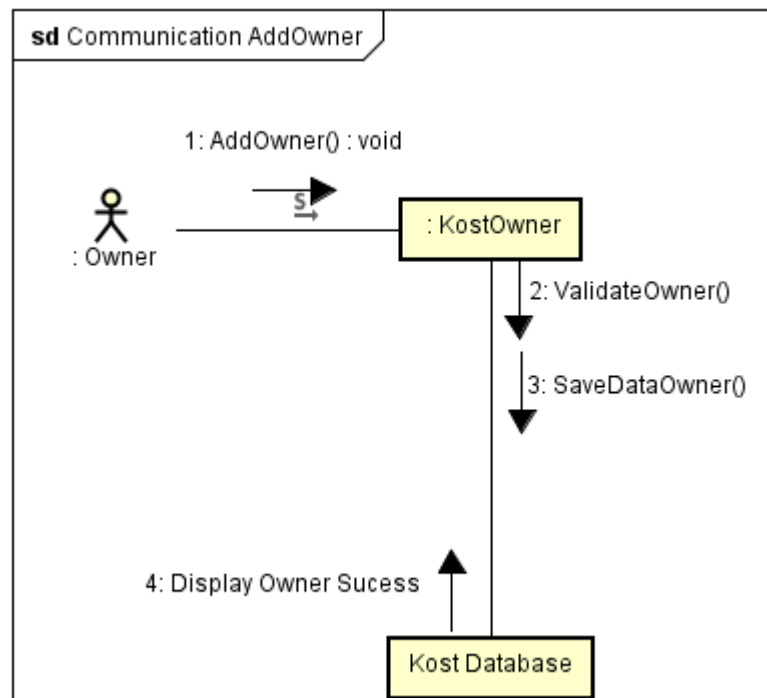 sd Communication AddOwner
1: AddOwner() : void
S
: Owner
: KostOwner
2: ValidateOwner()
3: SaveDataOwner()
4: Display Owner Sucess
Kost Database